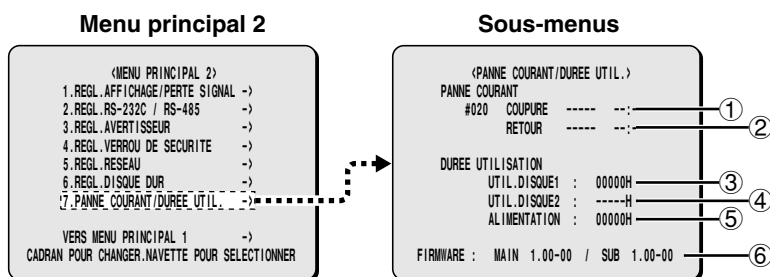 Menu principal 2
<MENU PRINCIPAL 2>
1.REGL.AFFICHAGE/PERTE SIGNAL ->
2.REGL.RS-232C / RS-485 ->
3.REGL.AVERTISSEUR ->
4.REGL.VERROU DE SECURITE ->
5.REGL.RESEAU ->
6.REGL.DISQUE DUR ->
7.PANNE COURANT/DUREE UTIL. ->
VERS MENU PRINCIPAL 1 ->
CADRAN POUR CHANGER.NAVETTE POUR SELECTIONNER
Sous-menus
<PANNE COURANT/DUREE UTIL.>
PANNE COURANT
#020 COUPURE ----- --:- ①
RETOUR ----- --:- ②
DUREE UTILISATION
UTIL.DISQUE1 : 00000H ③
UTIL.DISQUE2 : -----H ④
ALIMENTATION : 00000H ⑤
FIRMWARE : MAIN 1.00-00 / SUB 1.00-00 ⑥